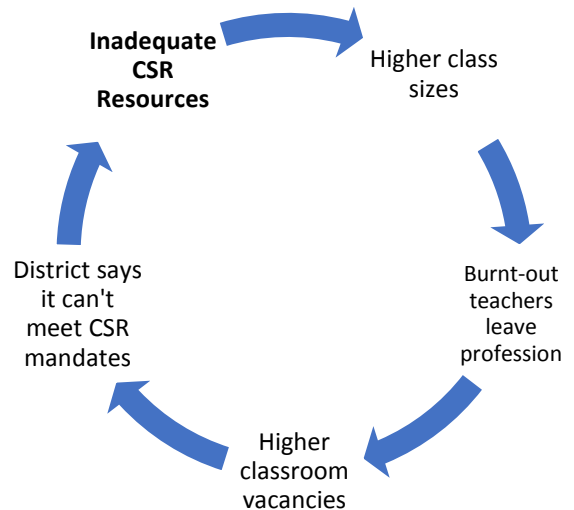 Inadequate
CSR
Resources
Higher class
sizes
Burnt-out
teachers
leave
profession
Higher
classroom
vacancies
District says
it can't
meet CSR
mandates